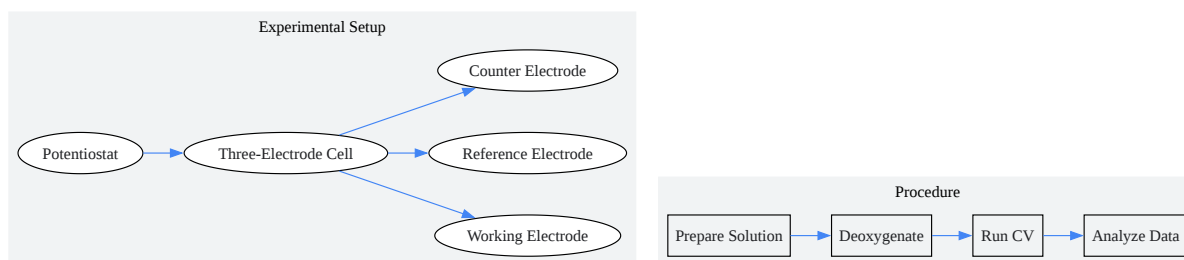 Experimental Setup
Counter Electrode
Potentiostat
Three-Electrode Cell
Reference Electrode
Working Electrode
Procedure
Prepare Solution
Deoxygenate
Run CV
Analyze Data